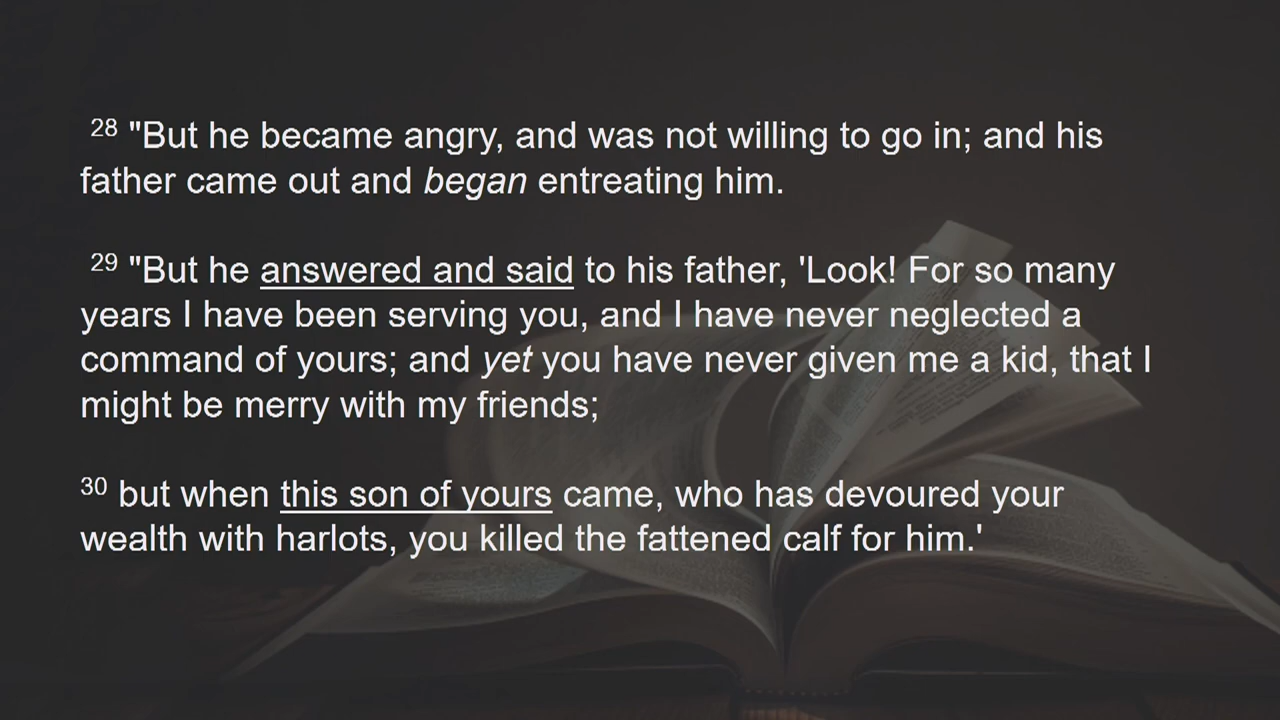 28 "But he became angry, and was not willing to go in; and his
father came out and began entreating him.
29 "But he answered and said to his father, 'Look! For so many
years I have been serving you, and I have never neglected a
command of yours; and yet you have never given me a kid, that I
might be merry with my friends;
30 but when this son of yours came, who has devoured your
wealth with harlots, you killed the fattened calf for him.'